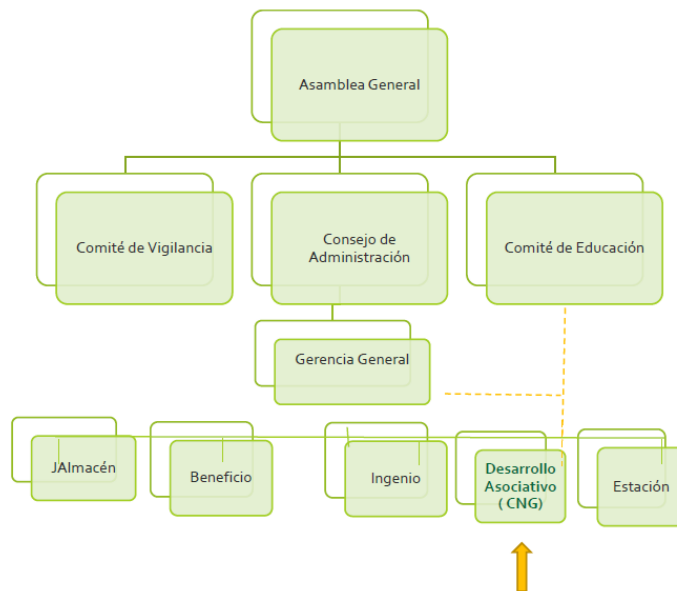 Asamblea General
Comité de Vigilancia
Consejo de
Administración
Comité de Educación
Gerencia General
JAlmacén
Beneficio
Ingenio
Desarrollo
Asociativo
( CNG)
Estación